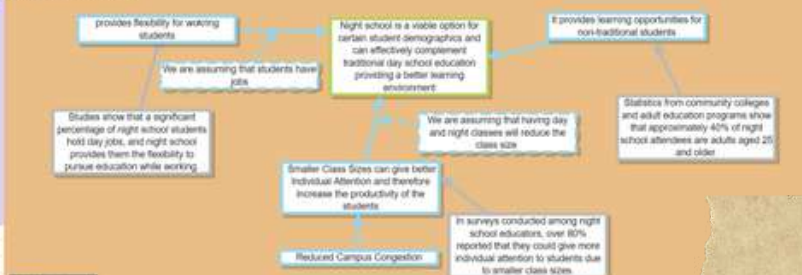 provides flexibility for wokring
students
Night school is a viable option for
certain student demographics and
can effectively complement
traditional day school education
providing a better learning
environment
It provides learning opportunities for
non-traditional students
We are assuming that students have
jobs
Studies show that a significant
percentage of night school students
hold day jobs, and night school
provides them the flexibility to
pursue education while working.
We are assuming that having day
and night classes will reduce the
class size
Statistics from community colleges
and adult education programs show
that approximately 40% of night
school attendees are adults aged 25
and older
Smaller Class Sizes can give better
Individual Attention and therefore
increase the productivity of the
students
In surveys conducted among night
school educators, over 80%
reported that they could give more
individual attention to students due
to smaller class sizes
Reduced Campus Congestion